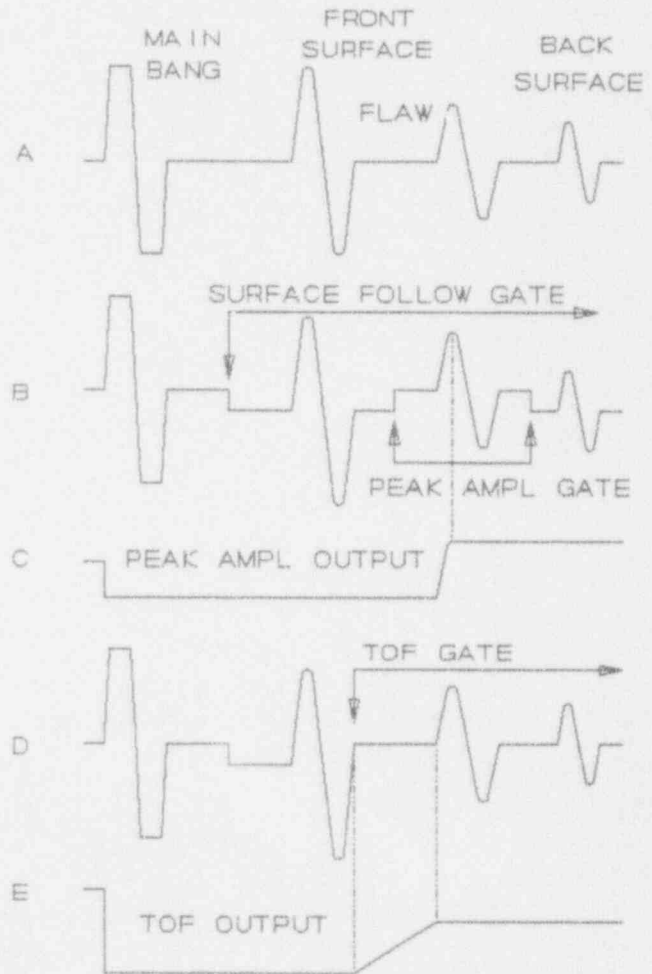 MAIN
BANG
FRONT
SURFACE
FLAW
BACK
SURFACE
A
SURFACE FOLLOW GATE
B
PEAK AMPL GATE
C
PEAK AMPL OUTPUT
TOF GATE
D
E
TOF OUTPUT